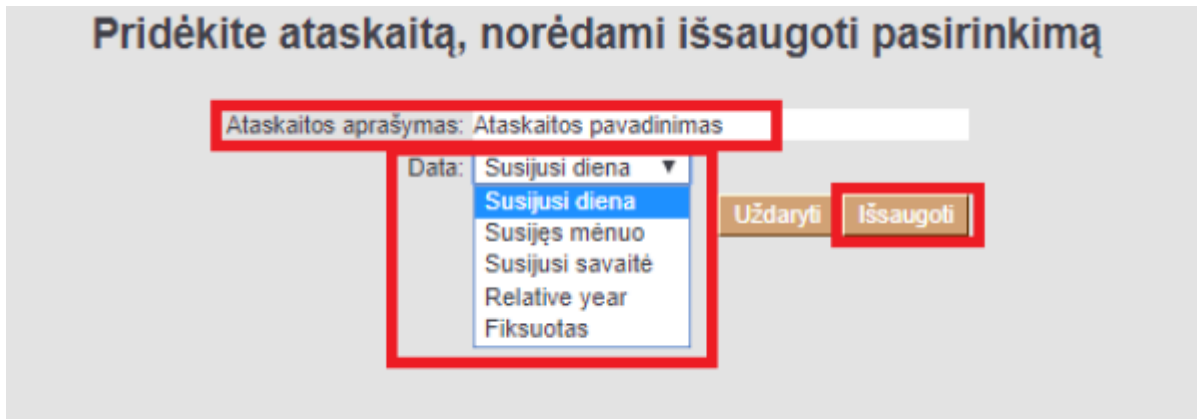 Pridėkite ataskaitą, norėdami išsaugoti pasirinkimą
Ataskaitos aprašymas: Ataskaitos pavadinimas
Data: Susijusi diena ▼
Susijusi diena
Uždaryti Išsaugoti
Susijęs mėnuo
Susijusi savaitė
Relative year
Fiksuotas